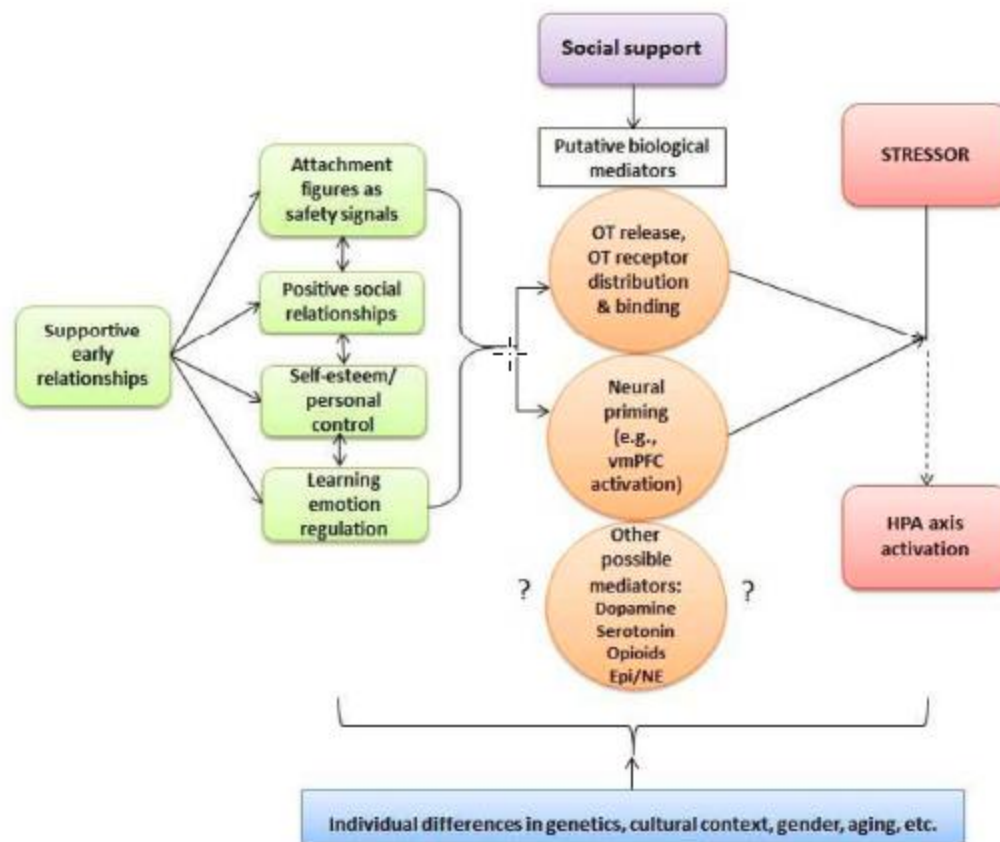 Social support
Putative biological
mediators
STRESSOR
Attachment
figures as
safety signals
OT release,
OT receptor
distribution
& binding
Positive social
relationships
Supportive
early
relationships
Self-esteem/
personal
control
Neural
priming
(e.g.,
vmPFC
activation)
Learning
emotion
regulation
HPA axis
activation
Other
possible
mediators:
Dopamine
Serotonin
Opioids
Epi/NE
?
?
Individual differences in genetics, cultural context, gender, aging, etc.